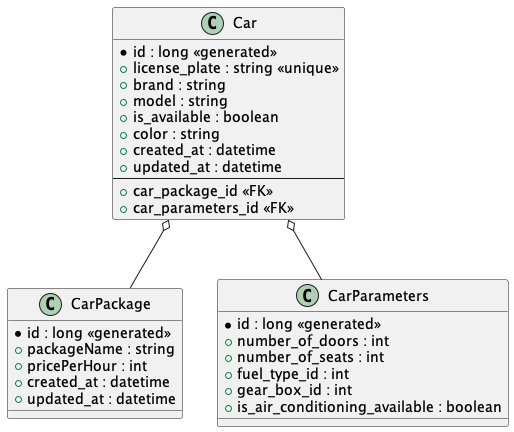 C Car
id : long «generated»
license_plate : string «unique»
brand : string
model : string
is_available : boolean
color : string
created_at : datetime
updated_at : datetime
car_package_id «FK»
car_parameters_id «FK»
C CarPackage
id : long «generated»
packageName : string
pricePerHour : int
created_at : datetime
updated_at : datetime
C CarParameters
id : long «generated»
number_of_doors : int
number_of_seats : int
fuel_type_id : int
gear_box_id : int
is_air_conditioning_available : boolean